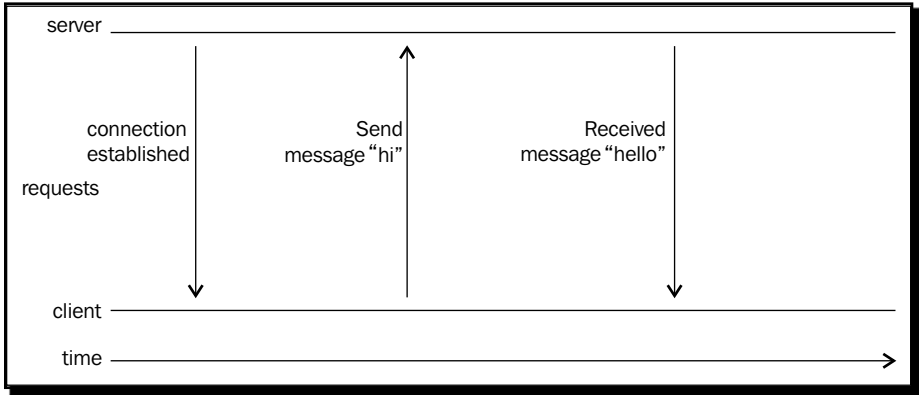 server
connection
established
Send
message “hi”
Received
message “hello”
requests
client
time